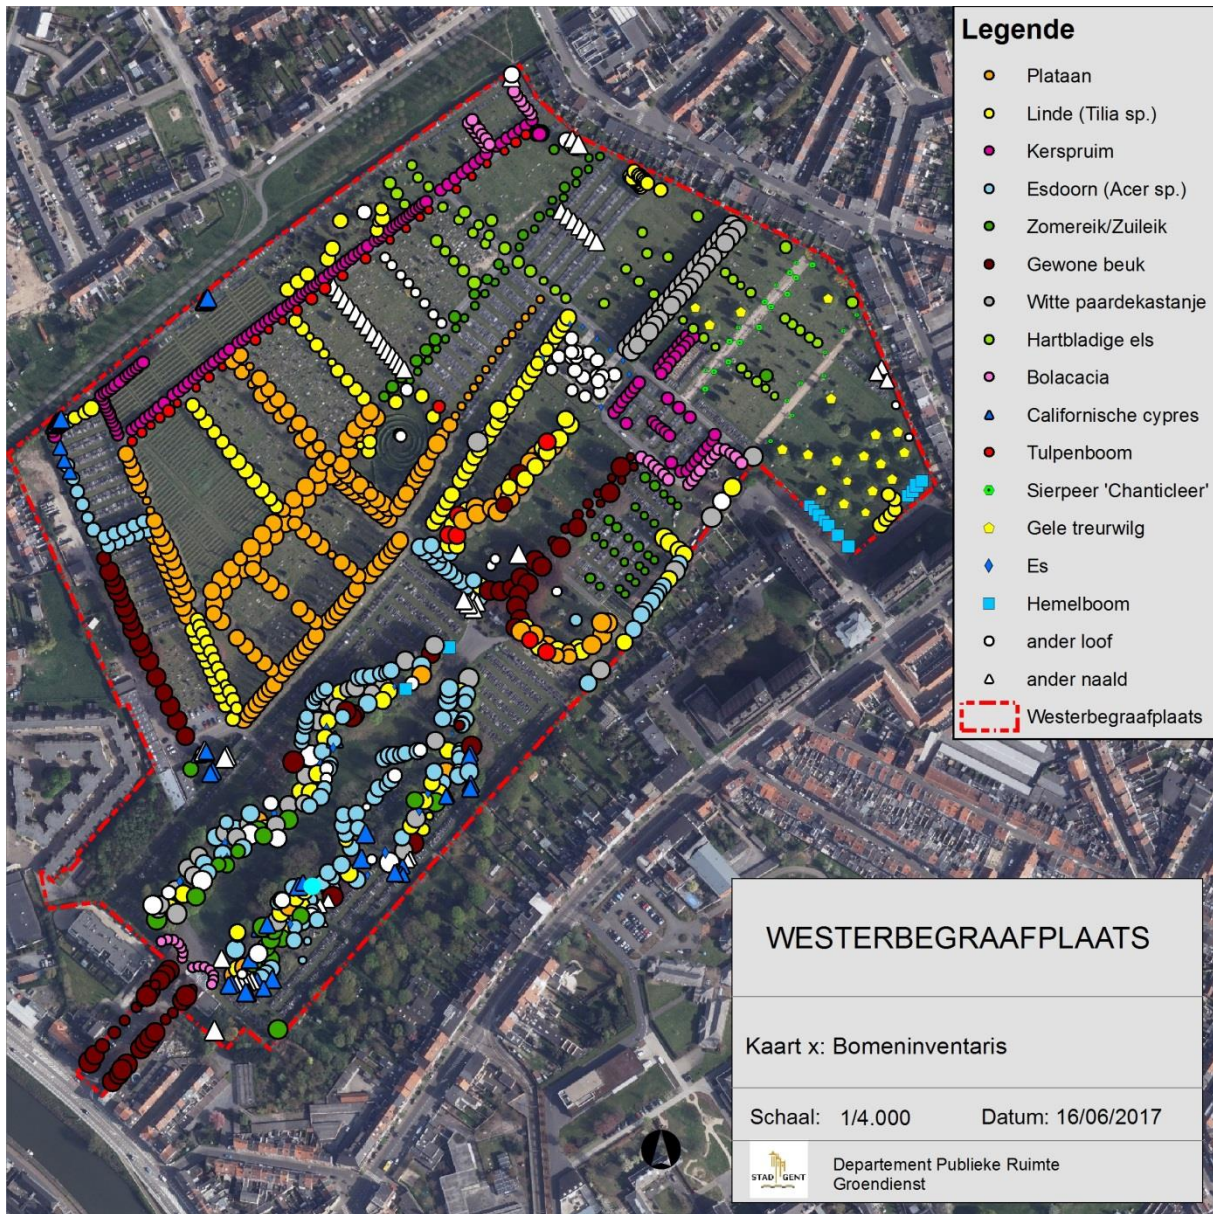 Legende
Plataan
Linde (Tilia sp.)
Kerspruim
Esdoorn (Acer sp.)
Zomereik/Zuileik
Gewone beuk
Witte paardekastanje
Hartbladige els
Bolacacia
Californische cypres
Tulpenboom
Sierpeer 'Chanticleer'
Gele treurwilg
Es
Hemelboom
ander loof
ander naald
Westerbegraafplaats
WESTERBEGRAAFPLAATS
Kaart x: Bomeninventaris
Schaal: 1/4.000 Datum: 16/06/2017
STAD GENT
Departement Publieke Ruimte
Groendienst